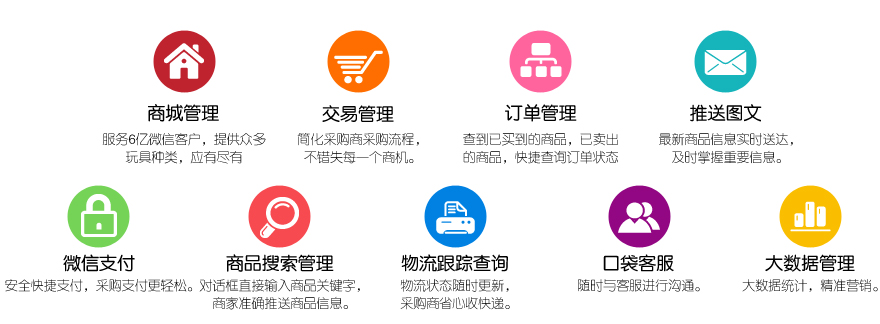 商城管理
服务6亿微信客户，提供众多
玩具种类，应有尽有
交易管理
简化采购商采购流程，
不错失每一个商机。
订单管理
查到已买到的商品，已卖出
的商品，快捷查询订单状态
推送图文
最新商品信息实时送达，
及时掌握重要信息。
微信支付
安全快捷支付，采购支付更轻松。
商品搜索管理
对话框直接输入商品关键字，
商家准确推送商品信息。
物流跟踪查询
物流状态随时更新，
采购商省心收快递。
口袋客服
随时与客服进行沟通。
大数据管理
大数据统计，精准营销。